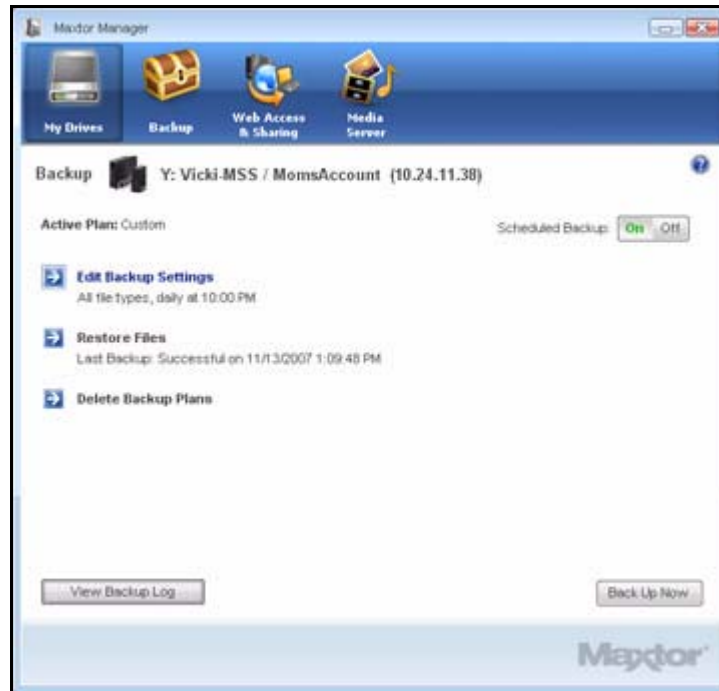 Maxtor Manager
My Drives
Backup
Web Access
& Sharing
Media
Server
Backup Y: Vicki-MSS / MomsAccount (10.24.11.38)
Active Plan: Custom
Scheduled Backup: On Off
Edit Backup Settings
All file types, daily at 10:00 PM
Restore Files
Last Backup: Successful on 11/13/2007 1:09:48 PM
Delete Backup Plans
View Backup Log
Back Up Now
Maxtor